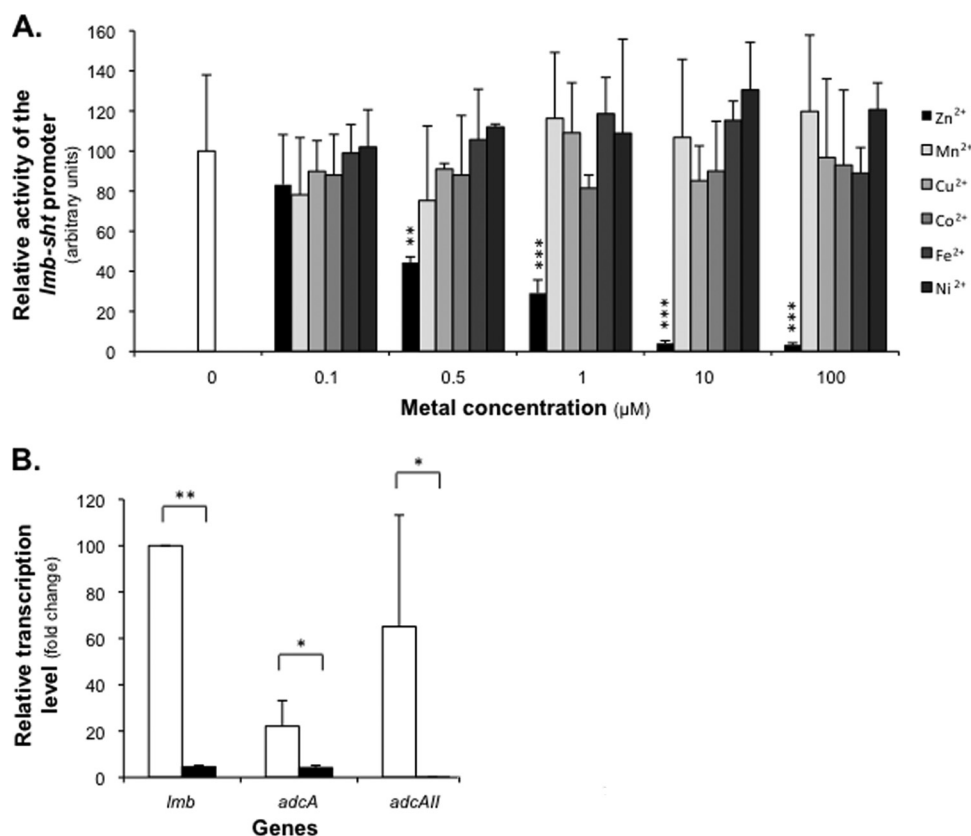 A.
Relative activity of the
lmb-sht promoter
(arbitrary units)
160
140
120
100
80
60
40
20
0
**
***
***
***
0
0.1
0.5
1
10
100
Metal concentration (µM)
Zn2+
Mn2+
Cu2+
Co2+
Fe2+
Ni2+
B.
Relative transcription
level (fold change)
120
100
80
60
40
20
0
**
*
*
lmb
adcA
adcAII
Genes